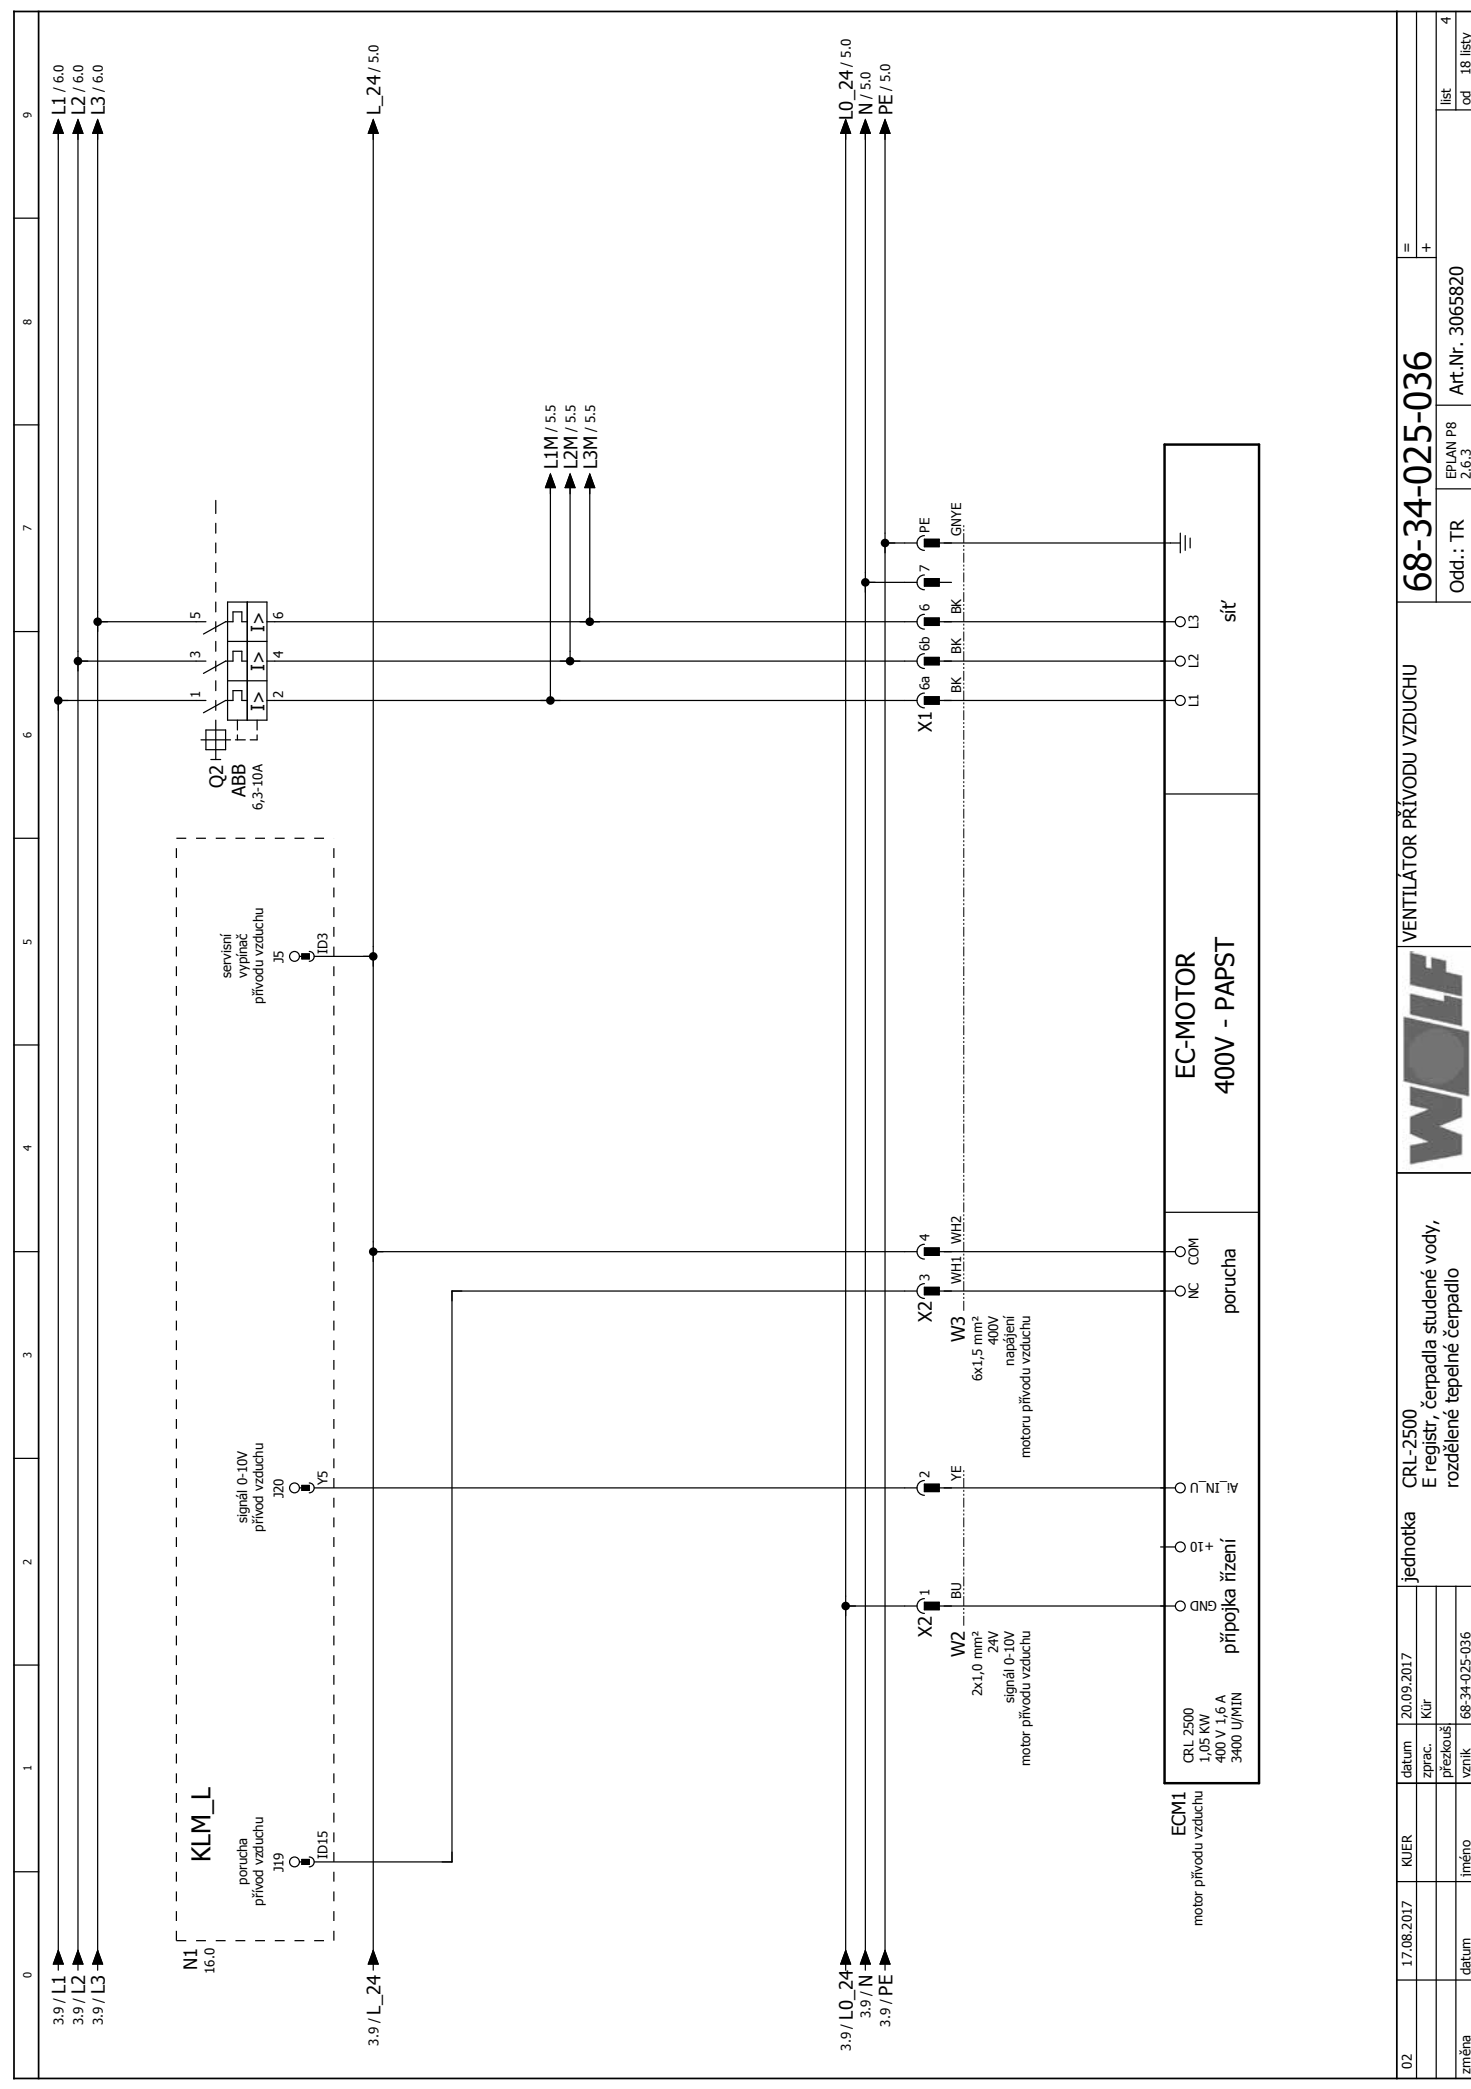 0 1 2 3 4 5 6 7 8 9
3.9 / L1
3.9 / L2
3.9 / L3
L1 / 6.0
L2 / 6.0
L3 / 6.0
N1
16.0
KLM_L
porucha
přívod vzduchu
J19
ID15
signál 0-10V
přívod vzduchu
J20
Y5
servisní
vypínač
přívodu vzduchu
J5
ID3
Q2
ABB
6,3-10A
1 3 5
I> I> I>
2 4 6
3.9 / L_24
L_24 / 5.0
L1M / 5.5
L2M / 5.5
L3M / 5.5
3.9 / L0_24
3.9 / N
3.9 / PE
L0_24 / 5.0
N / 5.0
PE / 5.0
X2 1 2
X2 3 4
X1 6a 6b 6 7 PE
W2 BU YE
2x1,0 mm²
24V
signál 0-10V
motor přívodu vzduchu
W3 WH1 WH2 BK BK BK GNYE
6x1,5 mm²
400V
napájení
motoru přívodu vzduchu
ECM1
motor přívodu vzduchu
CRL 2500
1,05 KW
400 V 1,6 A
3400 U/MIN
GND +10 Ai_IN_U
přípojka řízení
NC COM
porucha
EC-MOTOR
400V - PAPST
L1 L2 L3
síť
02 17.08.2017 KUER
změna datum jméno
datum 20.09.2017
zprac. Kür
přezkouš.
vznik 68-34-025-036
jednotka CRL-2500
E registr, čerpadla studené vody,
rozdělené tepelné čerpadlo
WOLF
VENTILÁTOR PŘÍVODU VZDUCHU
68-34-025-036
Odd.: TR
EPLAN P8
2.6.3
Art.Nr. 3065820
=
+
list 4
od 18 listy